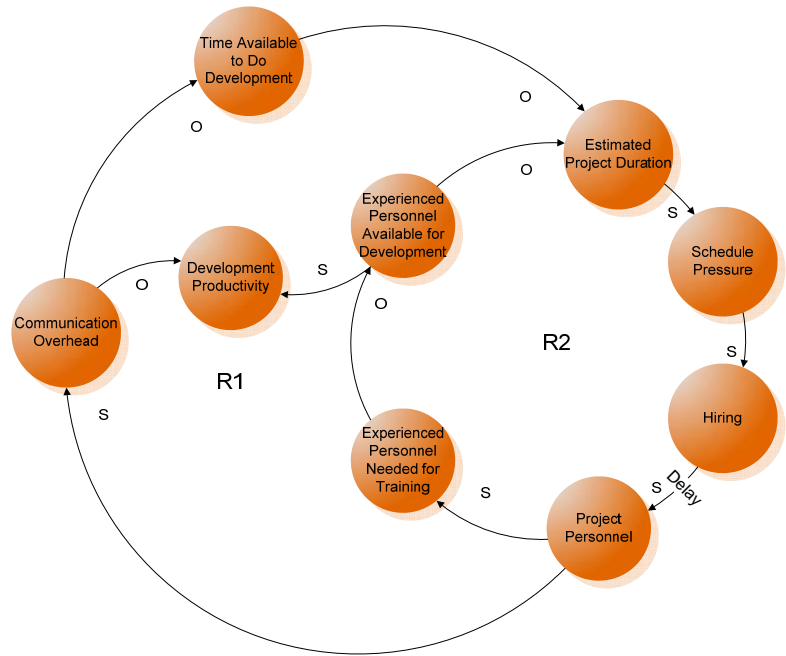 Time Available
to Do
Development
O
O
Estimated
Project Duration
O
S
Experienced
Personnel
Available for
Development
Schedule
Pressure
Development
Productivity
S
O
O
Communication
Overhead
R1
R2
S
Hiring
S
Experienced
Personnel
Needed for
Training
S
S
Delay
Project
Personnel